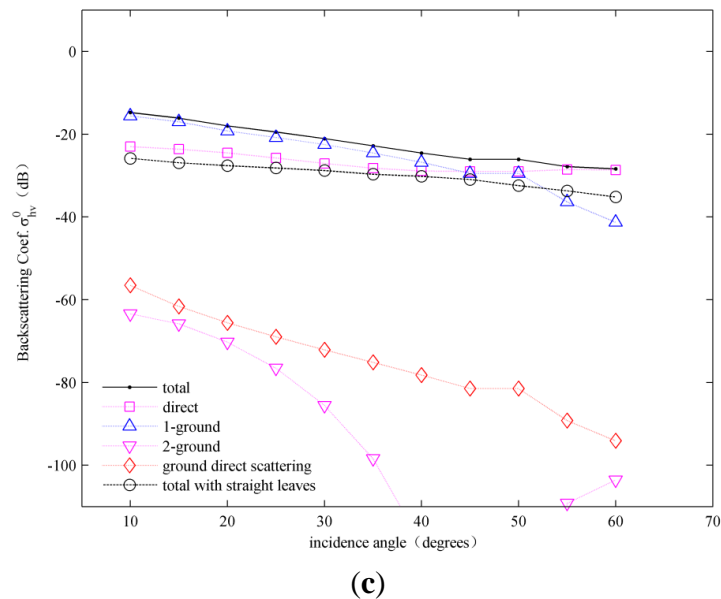 0
-20
-40
-60
-80
-100
Backscattering Coef. σ⁰hv (dB)
total
direct
1-ground
2-ground
ground direct scattering
total with straight leaves
10 20 30 40 50 60 70
incidence angle (degrees)
(c)